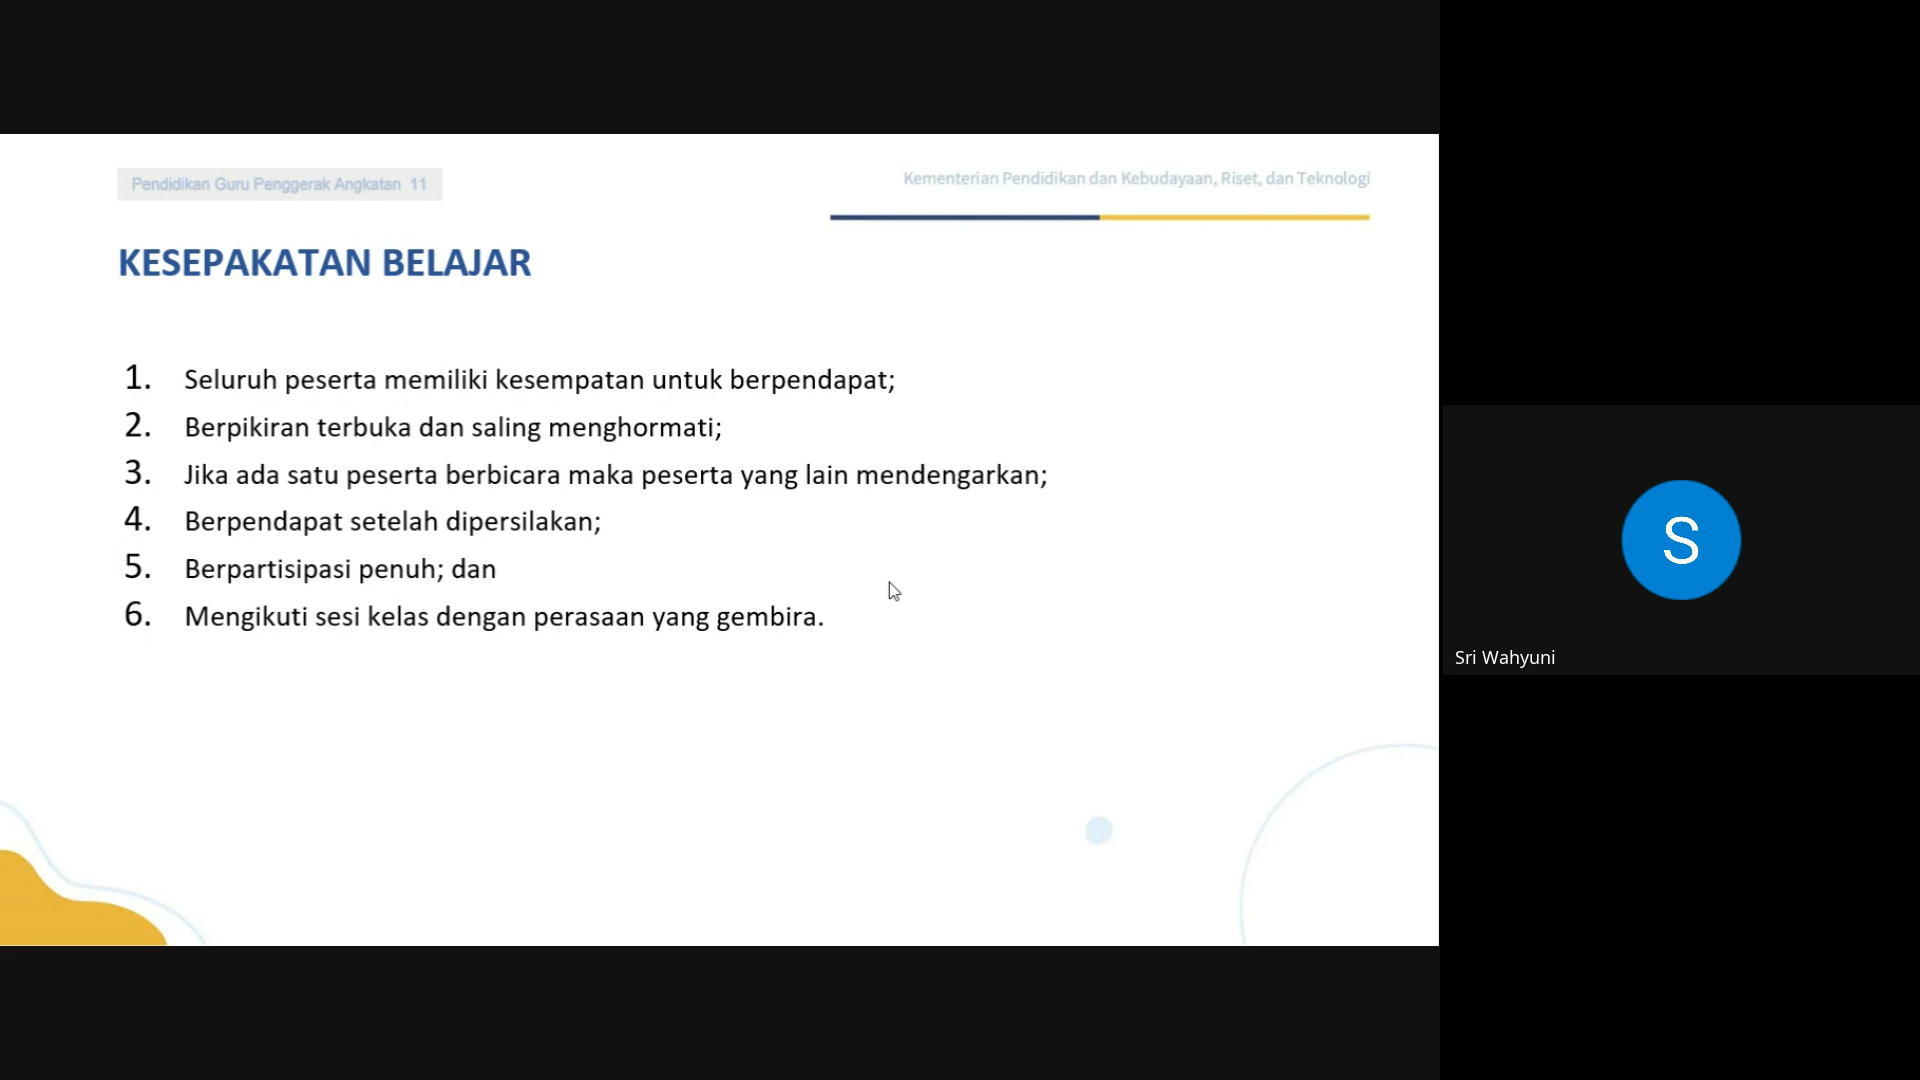 Pendidikan Guru Penggerak Angkatan 11
Kementerian Pendidikan dan Kebudayaan, Riset, dan Teknologi
KESEPAKATAN BELAJAR
1. Seluruh peserta memiliki kesempatan untuk berpendapat;
2. Berpikiran terbuka dan saling menghormati;
3. Jika ada satu peserta berbicara maka peserta yang lain mendengarkan;
4. Berpendapat setelah dipersilakan;
5. Berpartisipasi penuh; dan
6. Mengikuti sesi kelas dengan perasaan yang gembira.
S
Sri Wahyuni